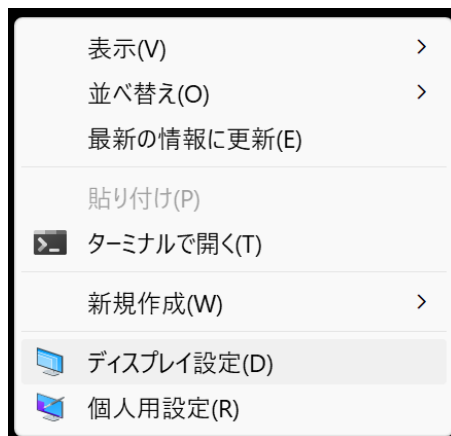 表示(V)
並べ替え(O)
最新の情報に更新(E)
貼り付け(P)
ターミナルで開く(T)
新規作成(W)
ディスプレイ設定(D)
個人用設定(R)